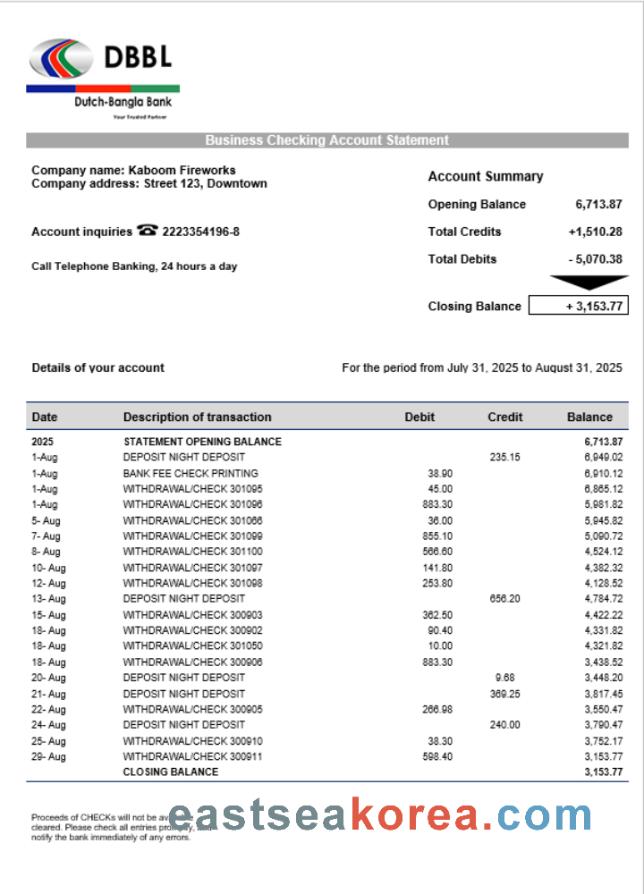 DBBL
Dutch-Bangla Bank
Your Trusted Partner
Business Checking Account Statement
Company name: Kaboom Fireworks
Company address: Street 123, Downtown
Account inquiries ☎ 2223354196-8
Call Telephone Banking, 24 hours a day
Account Summary
Opening Balance 6,713.87
Total Credits +1,510.28
Total Debits - 5,070.38
Closing Balance + 3,153.77
Details of your account For the period from July 31, 2025 to August 31, 2025
Date Description of transaction Debit Credit Balance
2025 STATEMENT OPENING BALANCE 6,713.87
1-Aug DEPOSIT NIGHT DEPOSIT 235.15 6,949.02
1-Aug BANK FEE CHECK PRINTING 38.90 6,910.12
1-Aug WITHDRAWAL/CHECK 301095 45.00 6,865.12
1-Aug WITHDRAWAL/CHECK 301096 883.30 5,981.82
5- Aug WITHDRAWAL/CHECK 301066 36.00 5,945.82
7- Aug WITHDRAWAL/CHECK 301099 855.10 5,090.72
8- Aug WITHDRAWAL/CHECK 301100 566.60 4,524.12
10- Aug WITHDRAWAL/CHECK 301097 141.80 4,382.32
12- Aug WITHDRAWAL/CHECK 301098 253.80 4,128.52
13- Aug DEPOSIT NIGHT DEPOSIT 656.20 4,784.72
15- Aug WITHDRAWAL/CHECK 300903 362.50 4,422.22
18- Aug WITHDRAWAL/CHECK 300902 90.40 4,331.82
18- Aug WITHDRAWAL/CHECK 301050 10.00 4,321.82
18- Aug WITHDRAWAL/CHECK 300906 883.30 3,438.52
20- Aug DEPOSIT NIGHT DEPOSIT 9.68 3,448.20
21- Aug DEPOSIT NIGHT DEPOSIT 369.25 3,817.45
22- Aug WITHDRAWAL/CHECK 300905 266.98 3,550.47
24- Aug DEPOSIT NIGHT DEPOSIT 240.00 3,790.47
25- Aug WITHDRAWAL/CHECK 300910 38.30 3,752.17
29- Aug WITHDRAWAL/CHECK 300911 598.40 3,153.77
CLOSING BALANCE 3,153.77
Proceeds of CHECKs will not be
cleared. Please check all entries
notify the bank immediately of any errors.
eastseakorea.com